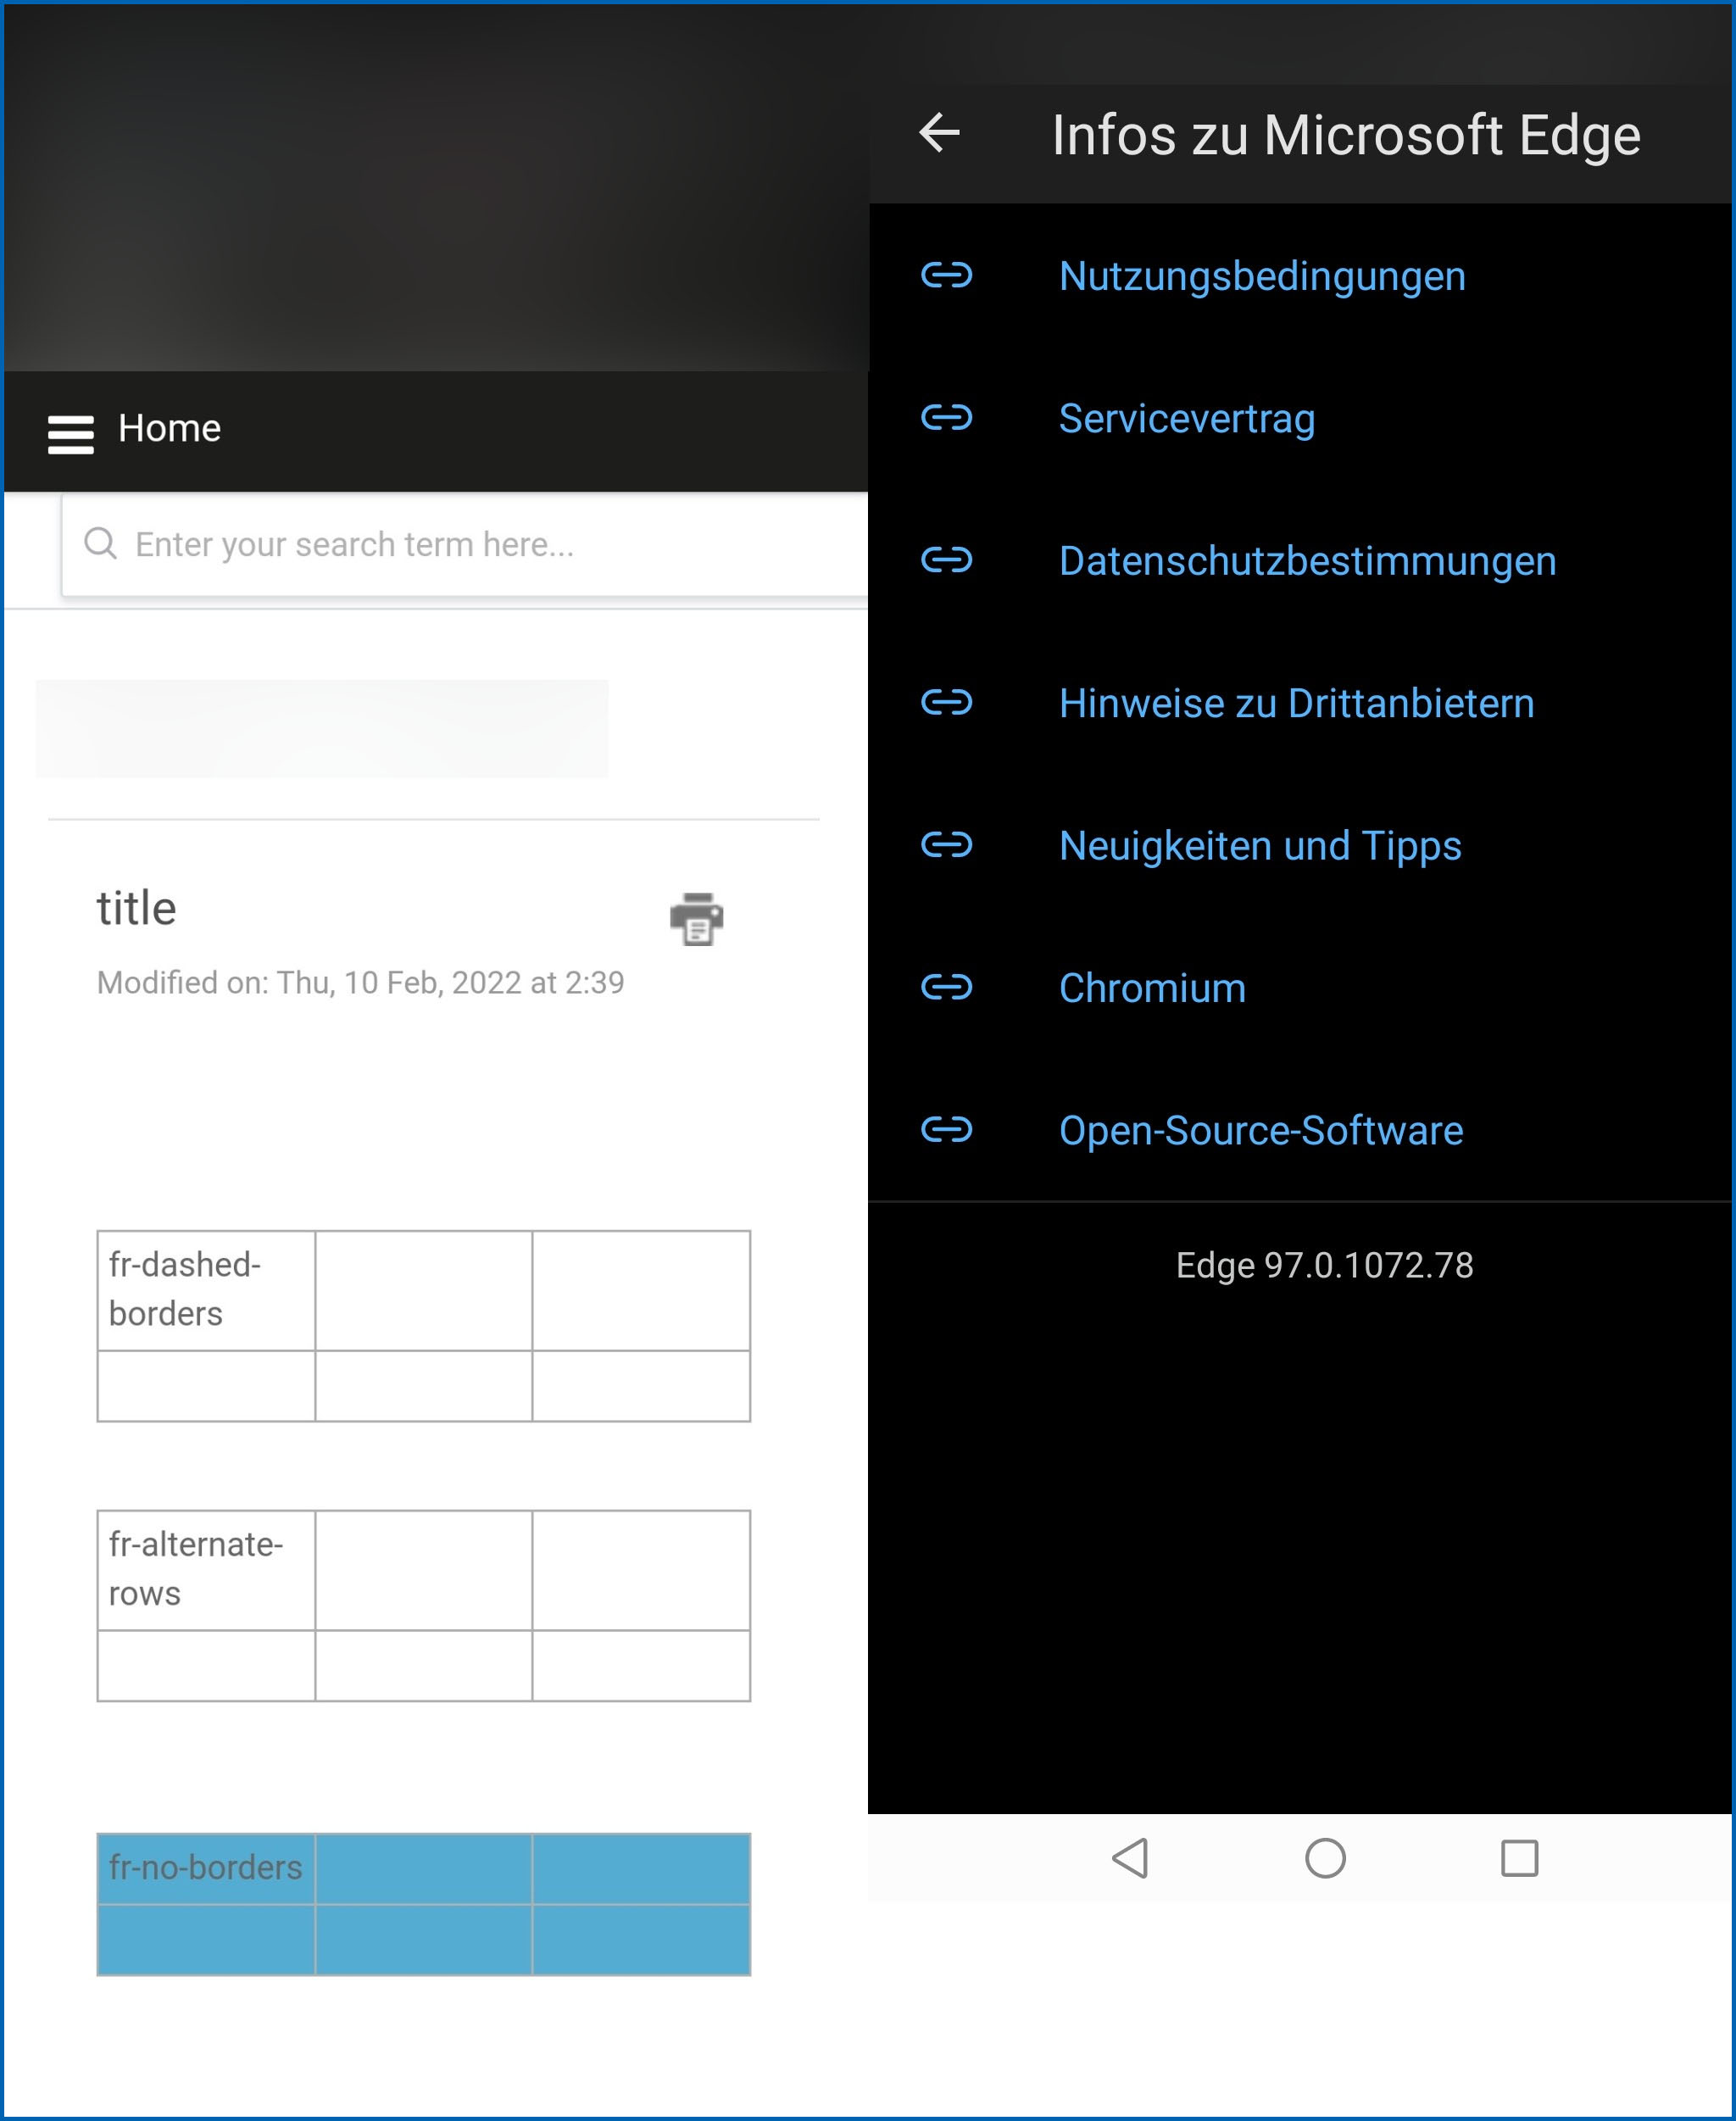 Home
Enter your search term here...
title
Modified on: Thu, 10 Feb, 2022 at 2:39
fr-dashed-
borders
fr-alternate-
rows
fr-no-borders
Infos zu Microsoft Edge
Nutzungsbedingungen
Servicevertrag
Datenschutzbestimmungen
Hinweise zu Drittanbietern
Neuigkeiten und Tipps
Chromium
Open-Source-Software
Edge 97.0.1072.78